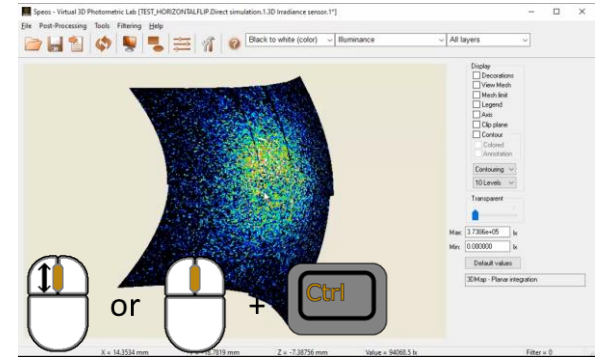 Speos - Virtual 3D Photometric Lab [TEST_HORIZONTALFLIP.Direct simulation.1.3D Irradiance sensor.1*]
File Post-Processing Tools Filtering Help
Black to white (color) Illuminance All layers
Display
Decorations
View Mesh
Mesh limit
Legend
Axis
Clip plane
Contour
Colored
Annotation
Contouring
10 Levels
Transparent
Max: 3.7386e+05 lx
Min: 0.000000 lx
Default values
3DMap - Planar integration
or + Ctrl
X = 14.3534 mm Z = -7.38756 mm Value = 94068.5 lx Filter = 0